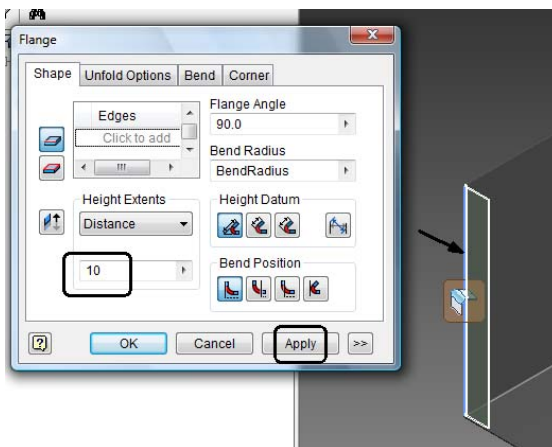 Flange
Shape Unfold Options Bend Corner
Edges
Click to add
Flange Angle
90.0
Bend Radius
BendRadius
Height Extents
Distance
10
Height Datum
Bend Position
OK Cancel Apply >>